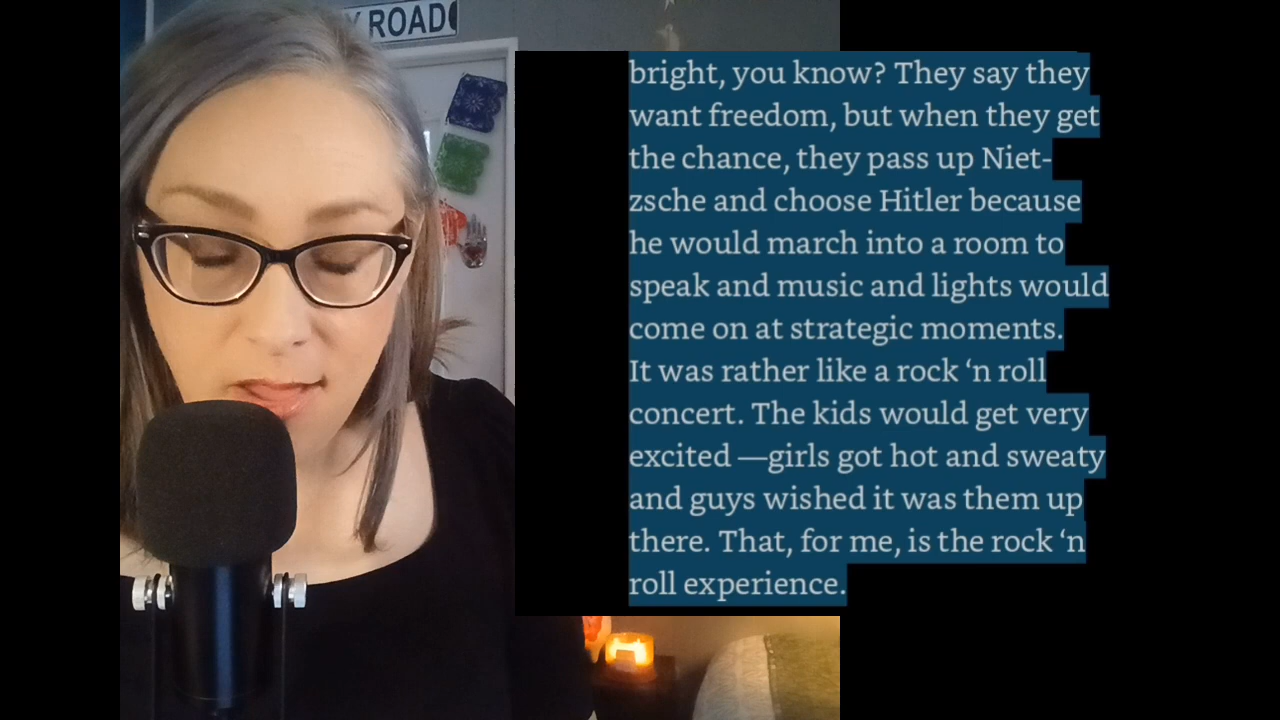 ROAD
bright, you know? They say they
want freedom, but when they get
the chance, they pass up Niet-
zsche and choose Hitler because
he would march into a room to
speak and music and lights would
come on at strategic moments.
It was rather like a rock ‘n roll
concert. The kids would get very
excited —girls got hot and sweaty
and guys wished it was them up
there. That, for me, is the rock ‘n
roll experience.